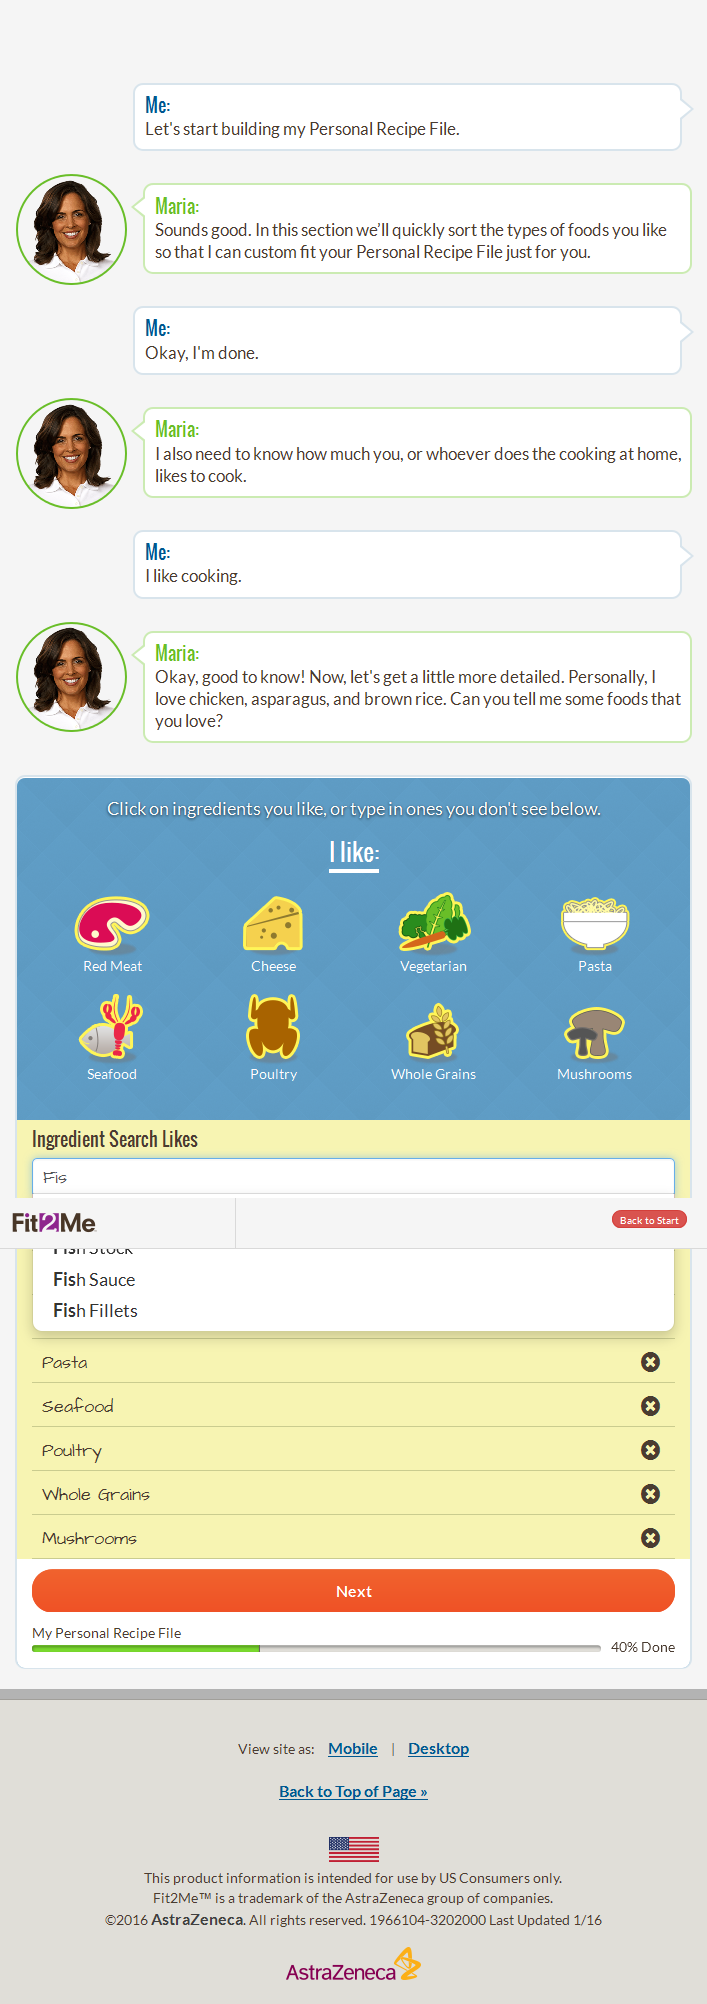 Me:
Let's start building my Personal Recipe File.
Maria:
Sounds good. In this section we'll quickly sort the types of foods you like
so that I can custom fit your Personal Recipe File just for you.
Me:
Okay, I'm done.
Maria:
I also need to know how much you, or whoever does the cooking at home,
likes to cook.
Me:
I like cooking.
Maria:
Okay, good to know! Now, let's get a little more detailed. Personally, I
love chicken, asparagus, and brown rice. Can you tell me some foods that
you love?
Click on ingredients you like, or type in ones you don't see below.
I like:
Red Meat Cheese Vegetarian Pasta
Seafood Poultry Whole Grains Mushrooms
Ingredient Search Likes
Fis
Fit2Me
Back to Start
Fish Stock
Fish Sauce
Fish Fillets
Pasta
Seafood
Poultry
Whole Grains
Mushrooms
Next
My Personal Recipe File
40% Done
View site as: Mobile | Desktop
Back to Top of Page »
This product information is intended for use by US Consumers only.
Fit2Me™ is a trademark of the AstraZeneca group of companies.
©2016 AstraZeneca. All rights reserved. 1966104-3202000 Last Updated 1/16
AstraZeneca